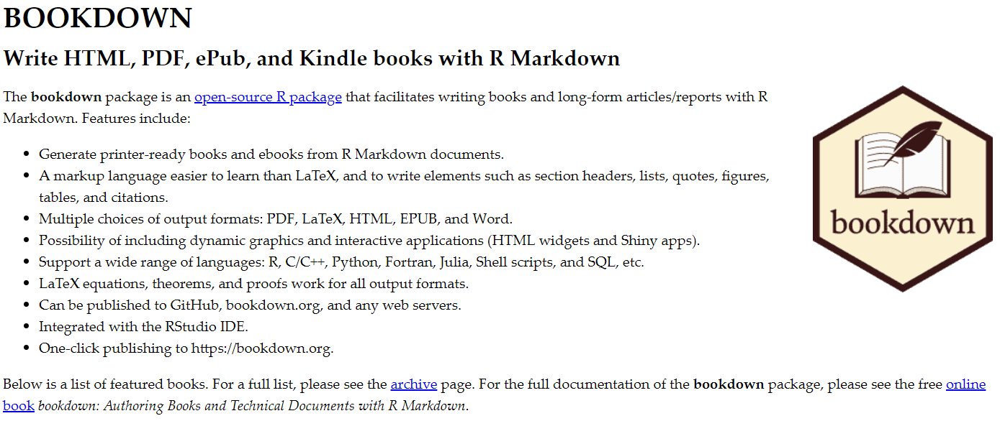 BOOKDOWN
Write HTML, PDF, ePub, and Kindle books with R Markdown
The bookdown package is an open-source R package that facilitates writing books and long-form articles/reports with R
Markdown. Features include:
• Generate printer-ready books and ebooks from R Markdown documents.
• A markup language easier to learn than LaTeX, and to write elements such as section headers, lists, quotes, figures,
tables, and citations.
• Multiple choices of output formats: PDF, LaTeX, HTML, EPUB, and Word.
• Possibility of including dynamic graphics and interactive applications (HTML widgets and Shiny apps).
• Support a wide range of languages: R, C/C++, Python, Fortran, Julia, Shell scripts, and SQL, etc.
• LaTeX equations, theorems, and proofs work for all output formats.
• Can be published to GitHub, bookdown.org, and any web servers.
• Integrated with the RStudio IDE.
• One-click publishing to https://bookdown.org.
bookdown
Below is a list of featured books. For a full list, please see the archive page. For the full documentation of the bookdown package, please see the free online
book bookdown: Authoring Books and Technical Documents with R Markdown.